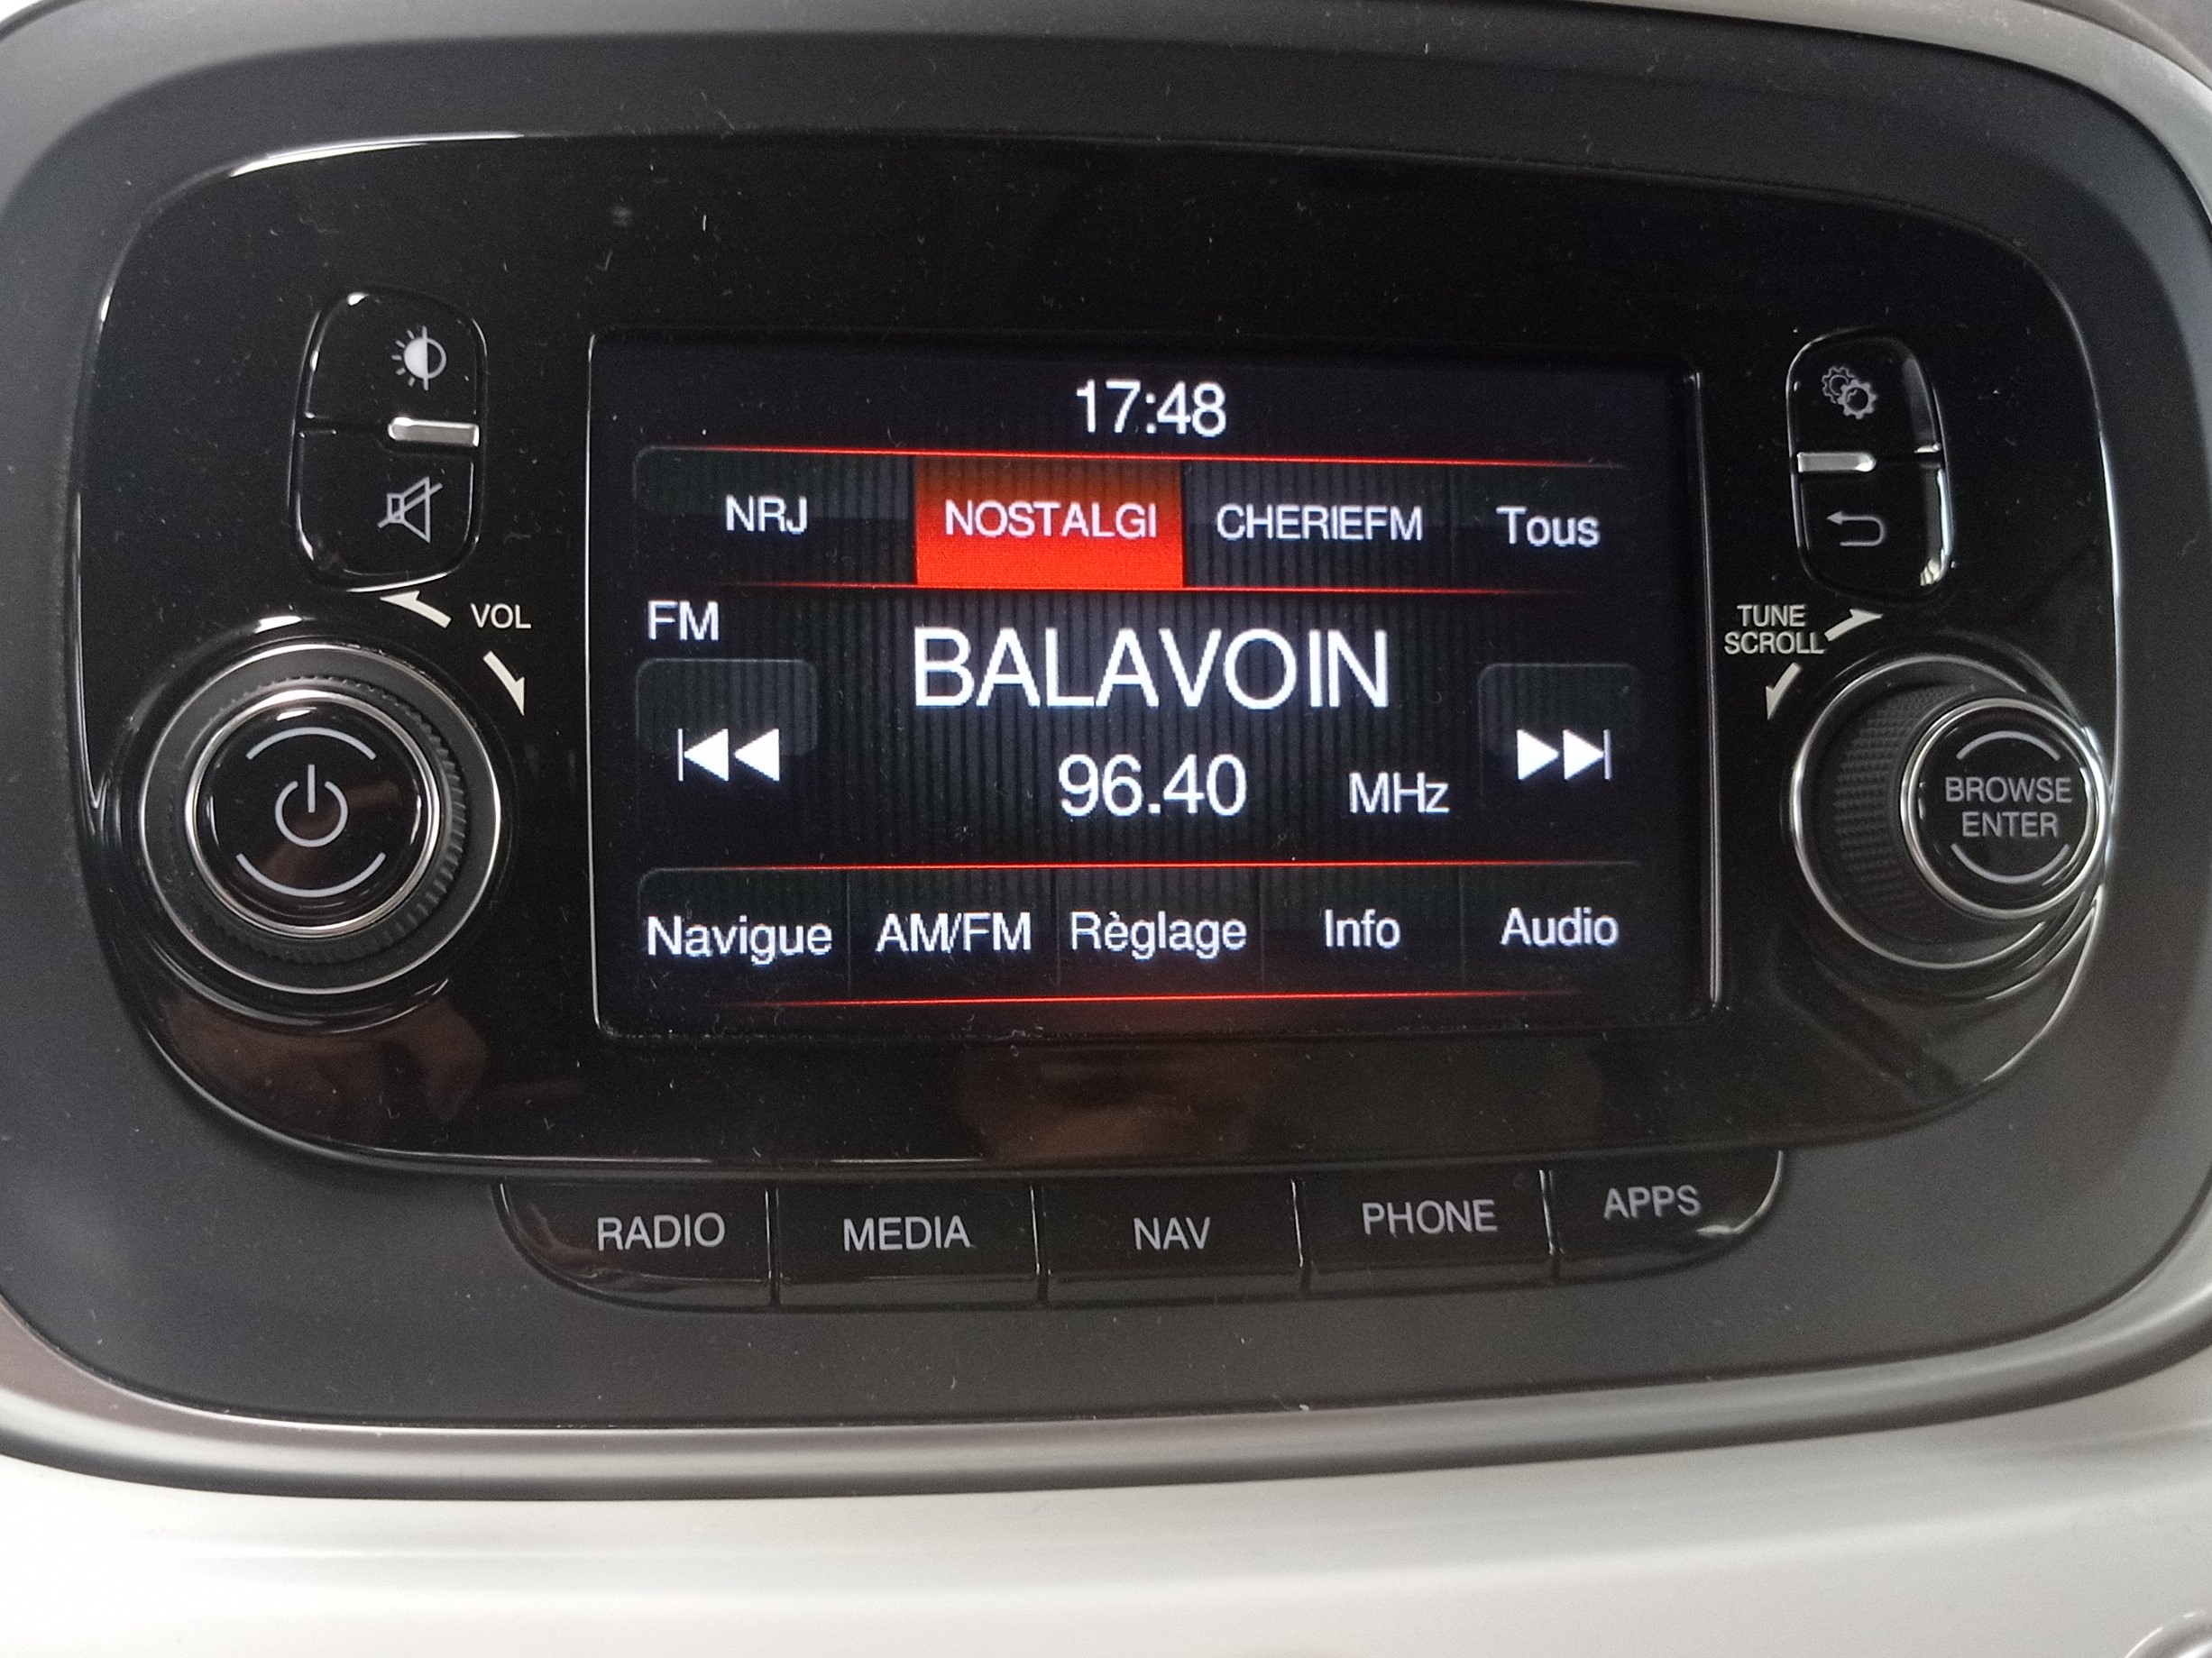 17:48
NRJ NOSTALGI CHERIEFM Tous
VOL
FM
BALAVOIN
TUNE
SCROLL
96.40 MHz
BROWSE
ENTER
Navigue AM/FM Règlage Info Audio
RADIO MEDIA NAV PHONE APPS